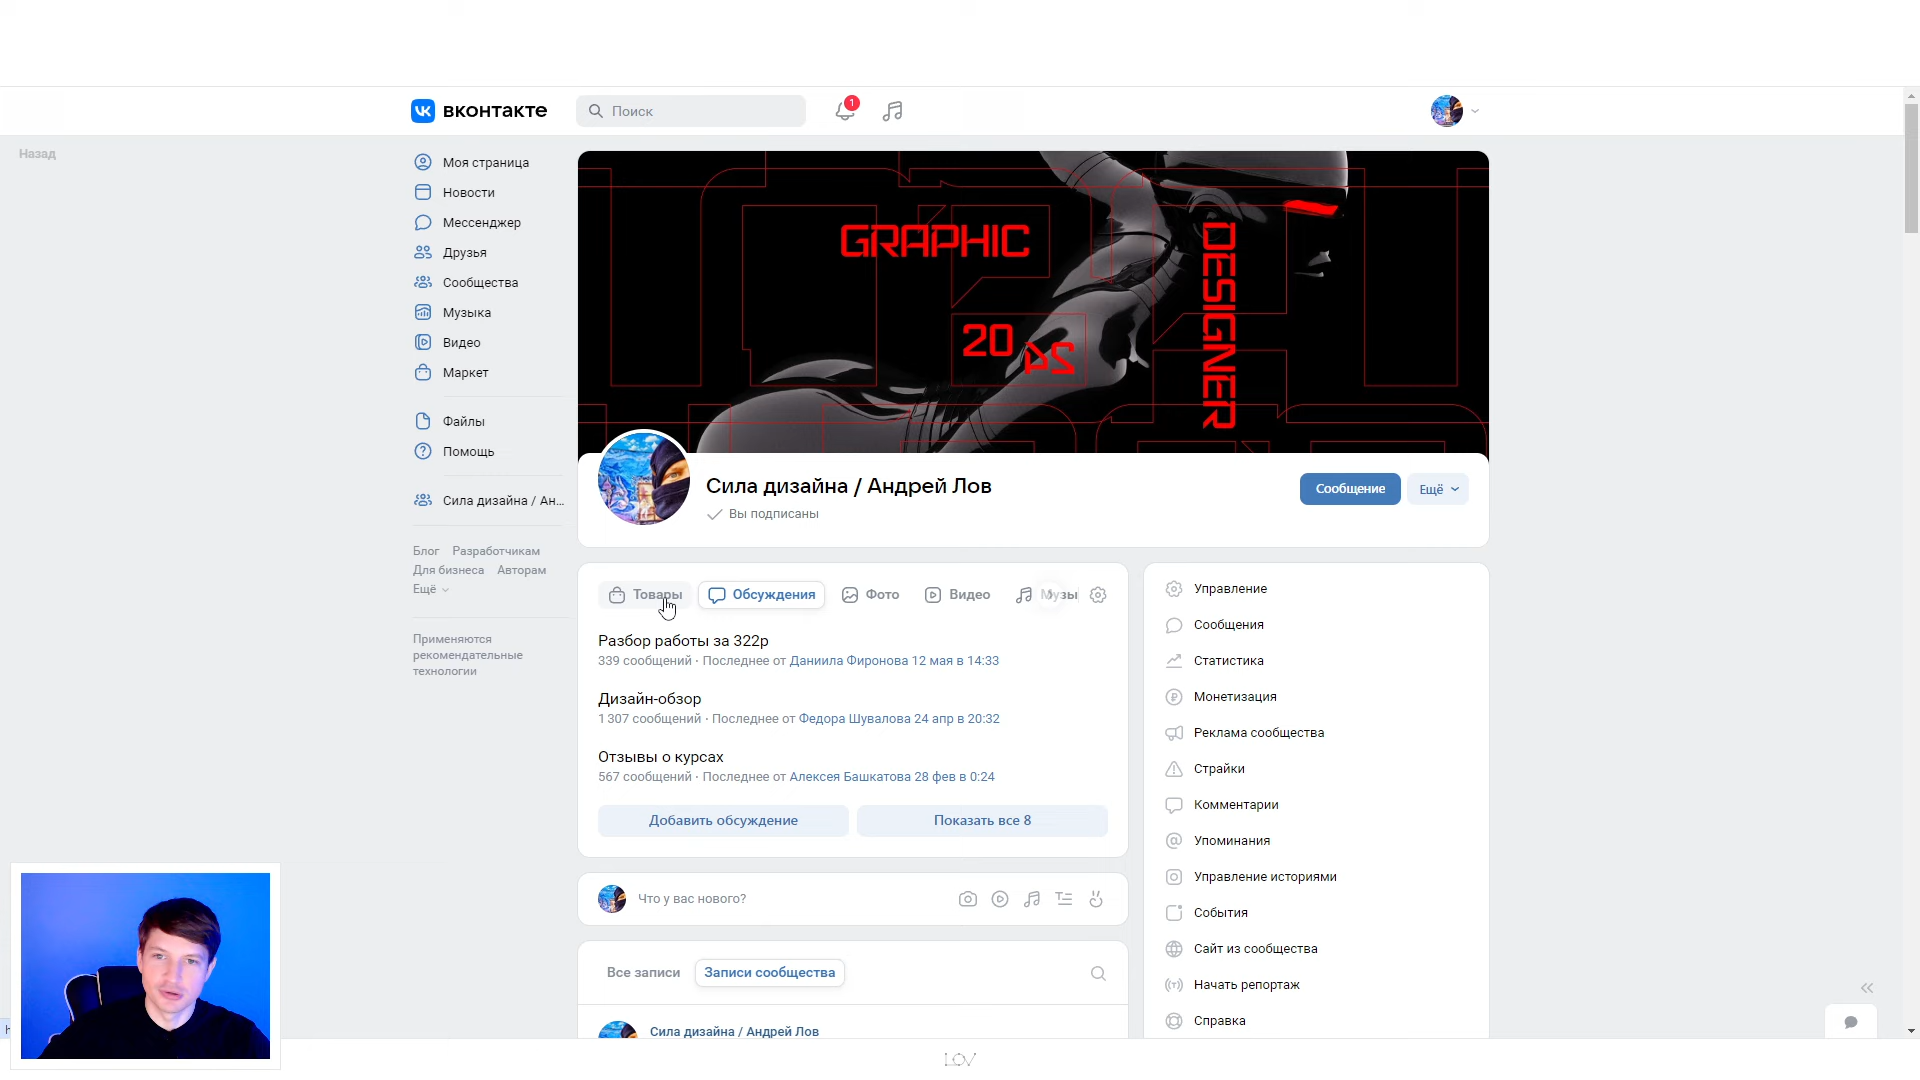 вконтакте
Поиск
1
Назад
Моя страница
Новости
Мессенджер
Друзья
Сообщества
Музыка
Видео
Маркет
Файлы
Помощь
Сила дизайна / Ан...
Блог Разработчикам
Для бизнеса Авторам
Ещё
Применяются
рекомендательные
технологии
GRAPHIC
DESIGNER
20
24
Сила дизайна / Андрей Лов
Вы подписаны
Сообщение
Ещё
Товары
Обсуждения
Фото
Видео
Музы
Разбор работы за 322р
339 сообщений · Последнее от Даниила Фиронова 12 мая в 14:33
Дизайн-обзор
1 307 сообщений · Последнее от Федора Шувалова 24 апр в 20:32
Отзывы о курсах
567 сообщений · Последнее от Алексея Башкатова 28 фев в 0:24
Добавить обсуждение
Показать все 8
Что у вас нового?
Все записи
Записи сообщества
Сила дизайна / Андрей Лов
Управление
Сообщения
Статистика
Монетизация
Реклама сообщества
Страйки
Комментарии
Упоминания
Управление историями
События
Сайт из сообщества
Начать репортаж
Справка
LOV